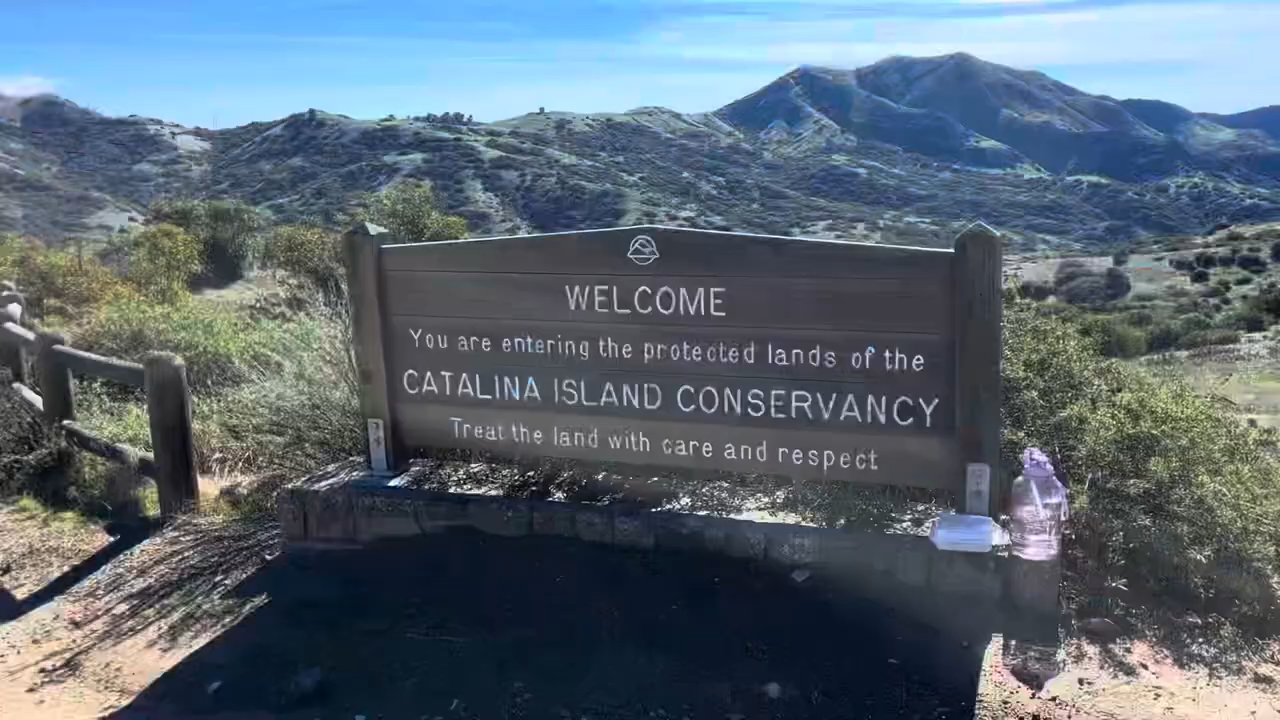 WELCOME
You are entering the protected lands of the
CATALINA ISLAND CONSERVANCY
Treat the land with care and respect